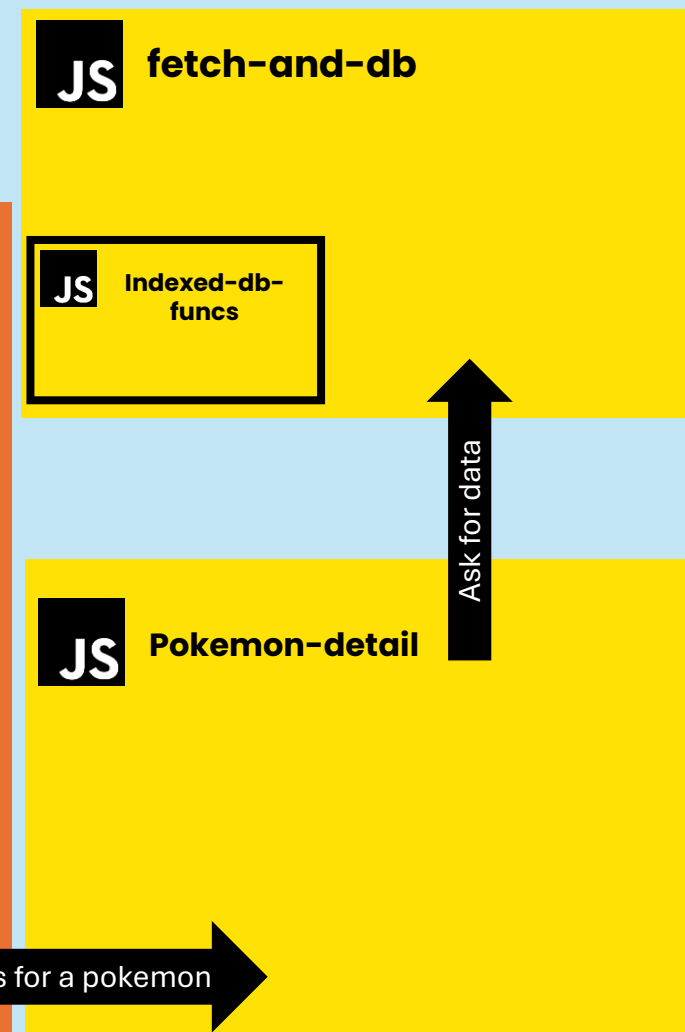 JS
fetch-and-db
JS
Indexed-db-
funcs
Ask for data
JS
Pokemon-detail
s for a pokemon